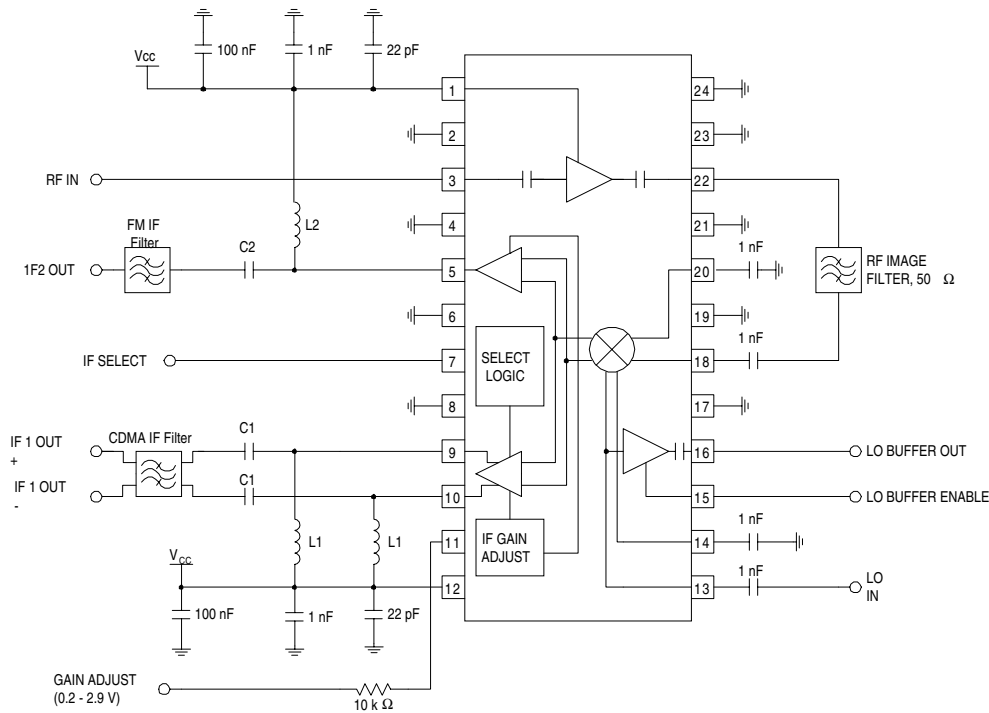 100 nF
1 nF
22 pF
Vcc
1
24
2
23
RF IN
3
22
L2
4
21
FM IF
Filter
C2
1 nF
1F2 OUT
5
20
RF IMAGE
FILTER, 50 Ω
6
19
1 nF
IF SELECT
7
SELECT
LOGIC
18
8
17
IF 1 OUT
+
CDMA IF Filter
C1
9
16
LO BUFFER OUT
IF 1 OUT
-
C1
10
15
LO BUFFER ENABLE
L1
L1
11
IF GAIN
ADJUST
14
1 nF
VCC
1 nF
12
13
LO
IN
100 nF
1 nF
22 pF
GAIN ADJUST
(0.2 - 2.9 V)
10 k Ω